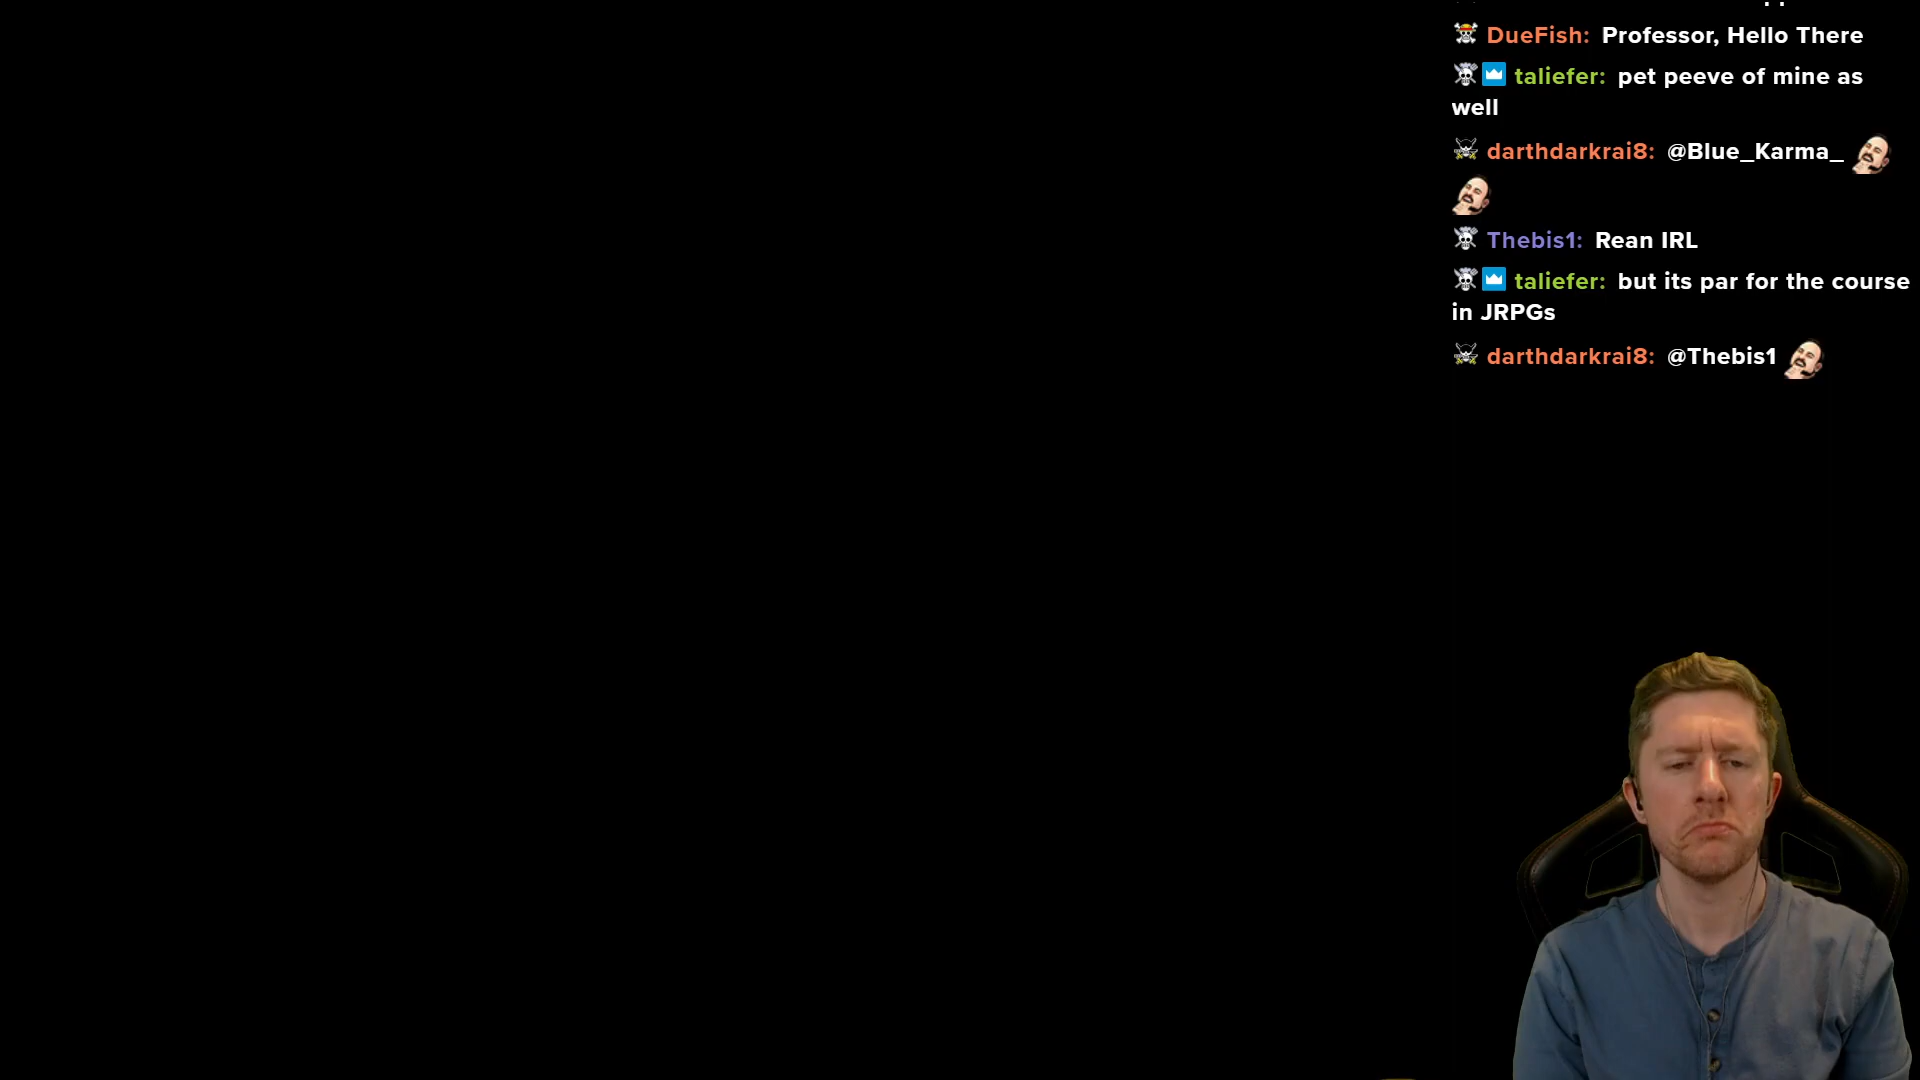 DueFish: Professor, Hello There
taliefer: pet peeve of mine as
well
darthdarkrai8: @Blue_Karma_
Thebis1: Rean IRL
taliefer: but its par for the course
in JRPGs
darthdarkrai8: @Thebis1